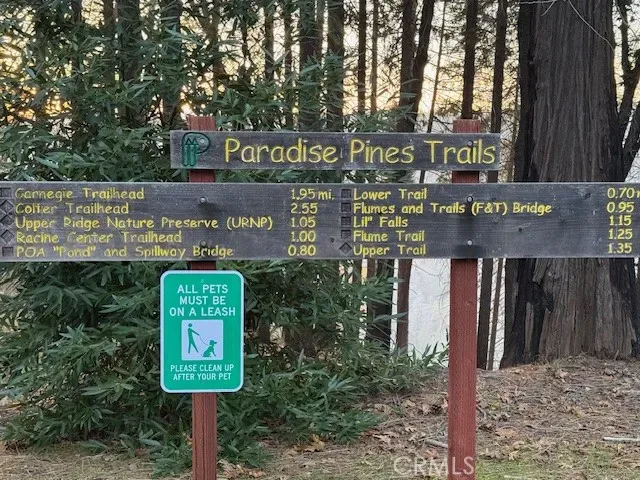 Paradise Pines Trails
Carnegie Trailhead 1.95 mi.
Colter Trailhead 2.55
Upper Ridge Nature Preserve (URNP) 1.05
Racine Center Trailhead 1.00
POA "Pond" and Spillway Bridge 0.80
Lower Trail 0.70
Flumes and Trails (F&T) Bridge 0.95
Lil' Falls 1.15
Flume Trail 1.25
Upper Trail 1.35
ALL PETS
MUST BE
ON A LEASH
PLEASE CLEAN UP
AFTER YOUR PET
CRMLS